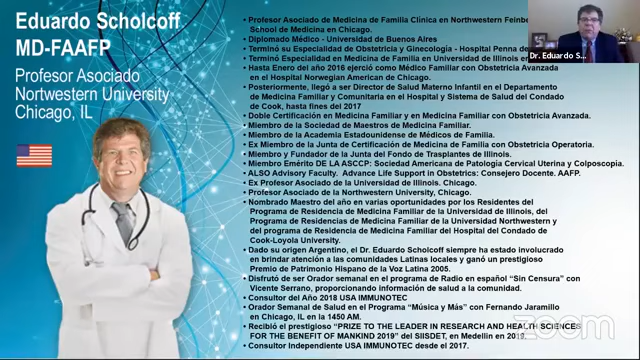 Eduardo Scholcoff
MD-FAAFP
Profesor Asociado
Nortwestern University
Chicago, IL
• Profesor Asociado de Medicina de Familia Clínica en Northwestern Feinbe
School de Medicina en Chicago.
• Diplomado Médico - Universidad de Buenos Aires
• Terminó su Especialidad de Obstetricia y Ginecología - Hospital Penna de
• Terminó Especialidad en Medicina de Familia en Universidad de Illinois en
• Hasta Enero del año 2016 ejerció como Médico Familiar con Obstetricia Avanzada
en el Hospital Norwegian American de Chicago.
• Posteriormente, llegó a ser Director de Salud Materno Infantil en el Departamento
de Medicina Familiar y Comunitaria en el Hospital y Sistema de Salud del Condado
de Cook, hasta fines del 2017
• Doble Certificación en Medicina Familiar y en Medicina Familiar con Obstetricia Avanzada.
• Miembro de la Sociedad de Maestros de Medicina Familiar.
• Miembro de la Academia Estadounidense de Médicos de Familia.
• Ex Miembro de la Junta de Certificación de Medicina Familiar con Obstetricia Operatoria.
• Miembro y Fundador de la Junta del Fondo de Trasplantes de Illinois.
• Miembro Emérito DE LA ASCCP: Sociedad Americana de Patología Cervical Uterina y Colposcopia.
• ALSO Advisory Faculty. Advance Life Support in Obstetrics: Consejero Docente. AAFP.
• Ex Profesor Asociado de la Universidad de Illinois. Chicago.
• Profesor Asociado de la Northwestern University, Chicago.
• Nombrado Maestro del año en varias oportunidades por los Residentes del
Programa de Residencia de Medicina Familiar de la Universidad de Illinois, del
Programa de Residencias de Medicina Familiar de la Universidad Northwestern y
del programa de Residencia de Medicina Familiar del Hospital del Condado de
Cook-Loyola University.
• Dado su origen Argentino, el Dr. Eduardo Scholcoff siempre ha estado involucrado
en brindar atención a las comunidades Latinas locales y ganó un prestigioso
Premio de Patrimonio Hispano de la Voz Latina 2005.
• Disfrutó de ser Orador semanal en el programa de Radio en español “Sin Censura” con
Vicente Serrano, proporcionando información de salud a la comunidad.
• Consultor del Año 2018 USA IMMUNOTEC
• Orador Semanal de Salud en el Programa “Música y Más” con Fernando Jaramillo
en Chicago, IL en la 1450 AM.
• Recibió el prestigioso “PRIZE TO THE LEADER IN RESEARCH AND HEALTH SCIENCES
FOR THE BENEFIT OF MANKIND 2019” del SIISDET, en Medellin en 2019.
• Consultor Independiente USA IMMUNOTEC desde el 2017.
Dr. Eduardo S...
zoom